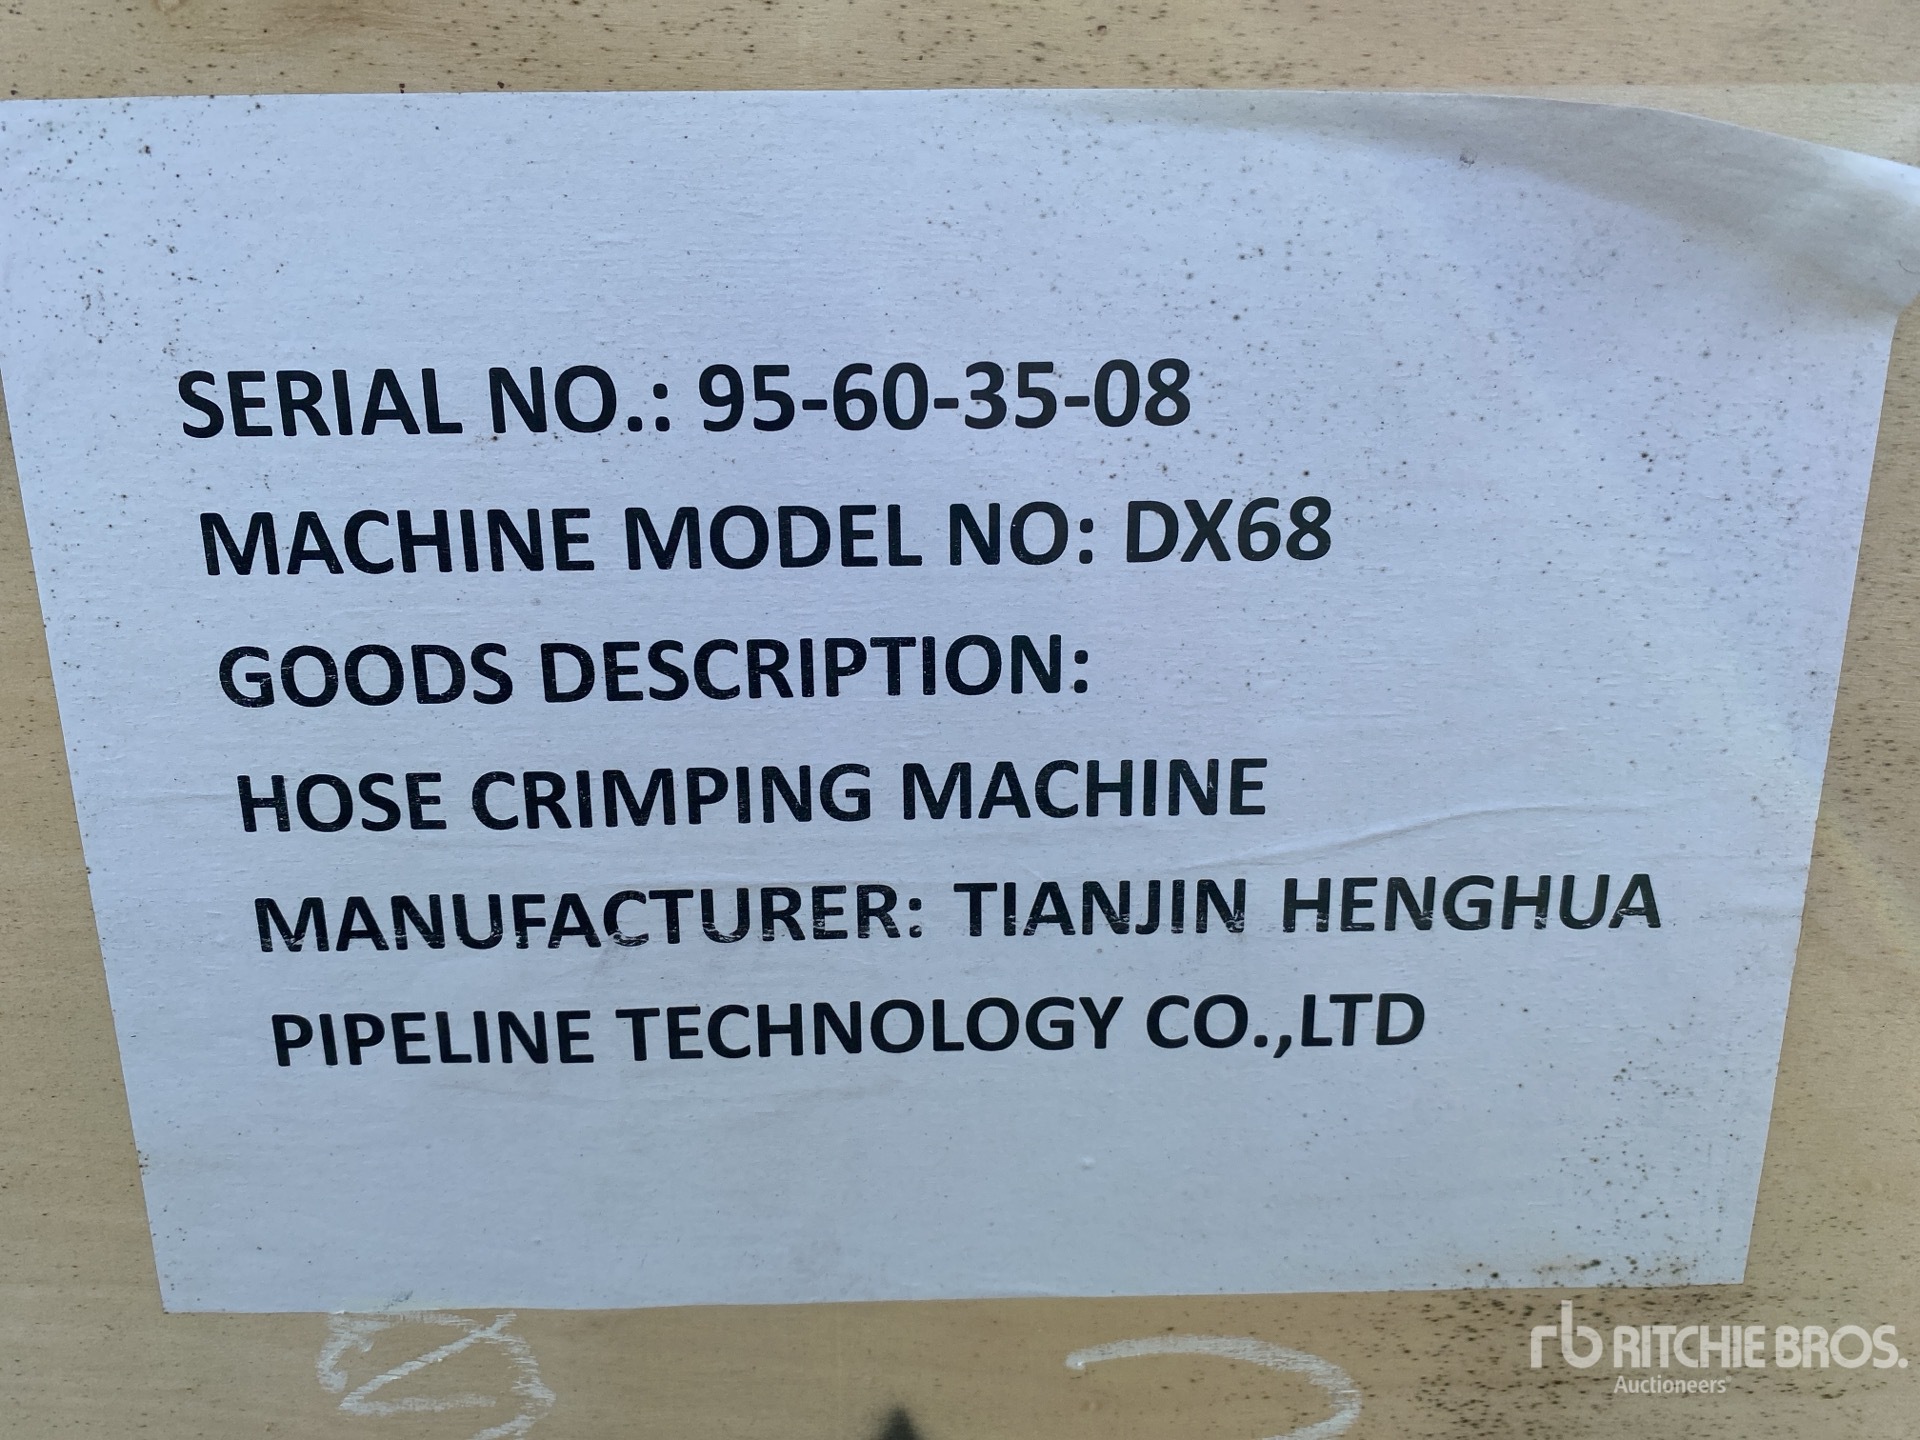 SERIAL NO.: 95-60-35-08
MACHINE MODEL NO: DX68
GOODS DESCRIPTION:
HOSE CRIMPING MACHINE
MANUFACTURER: TIANJIN HENGHUA
PIPELINE TECHNOLOGY CO.,LTD
rb RITCHIE BROS.
Auctioneers